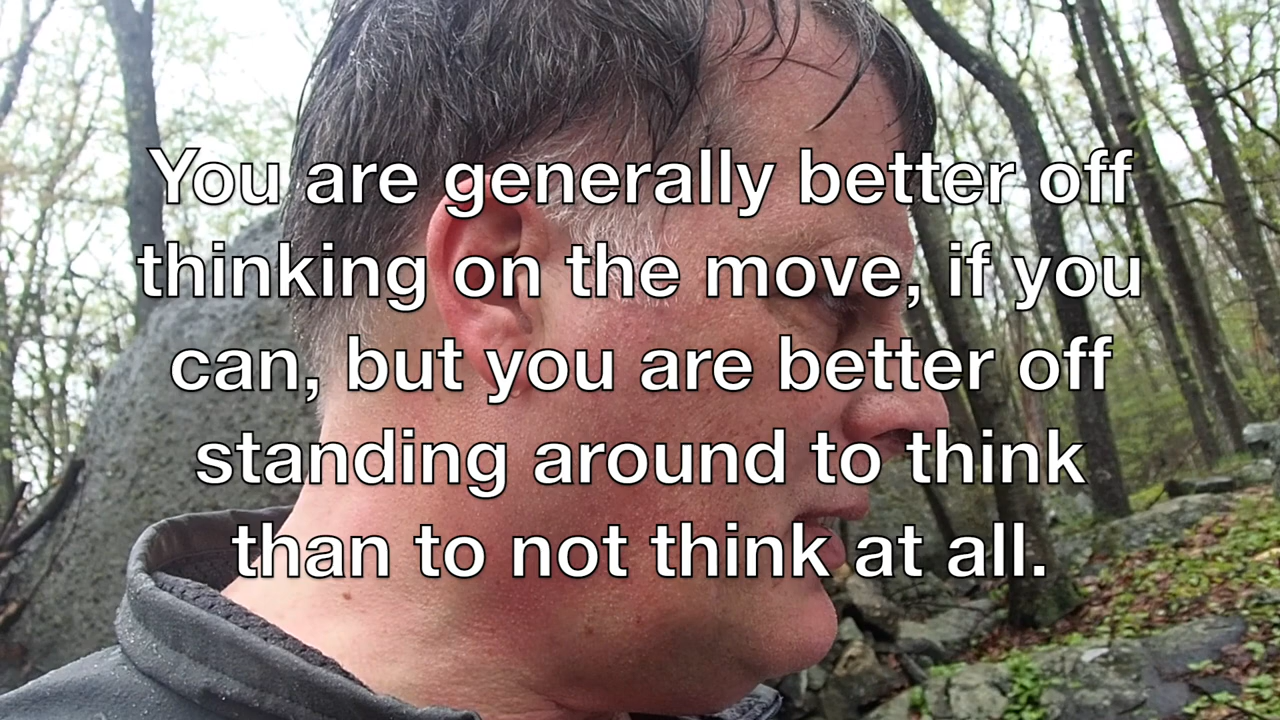 You are generally better off
thinking on the move, if you
can, but you are better off
standing around to think
than to not think at all.